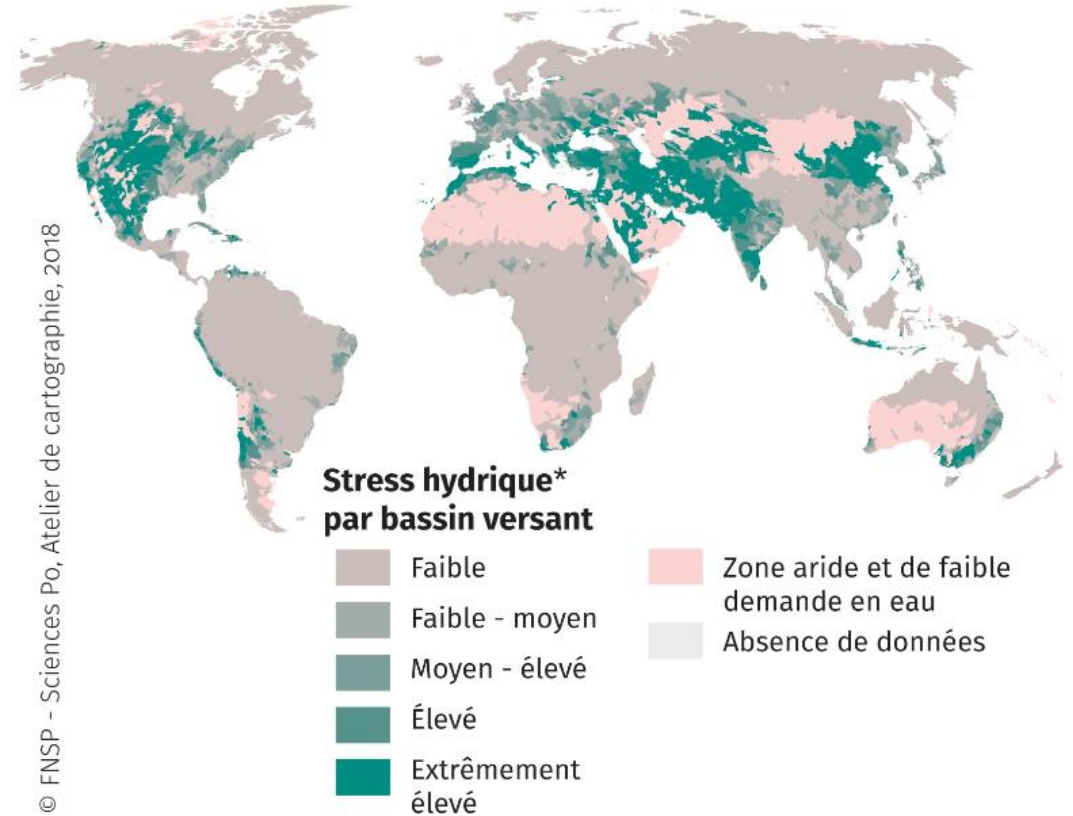 © FNSP - Sciences Po, Atelier de cartographie, 2018
Stress hydrique*
par bassin versant
Faible
Faible - moyen
Moyen - élevé
Élevé
Extrêmement
élevé
Zone aride et de faible
demande en eau
Absence de données